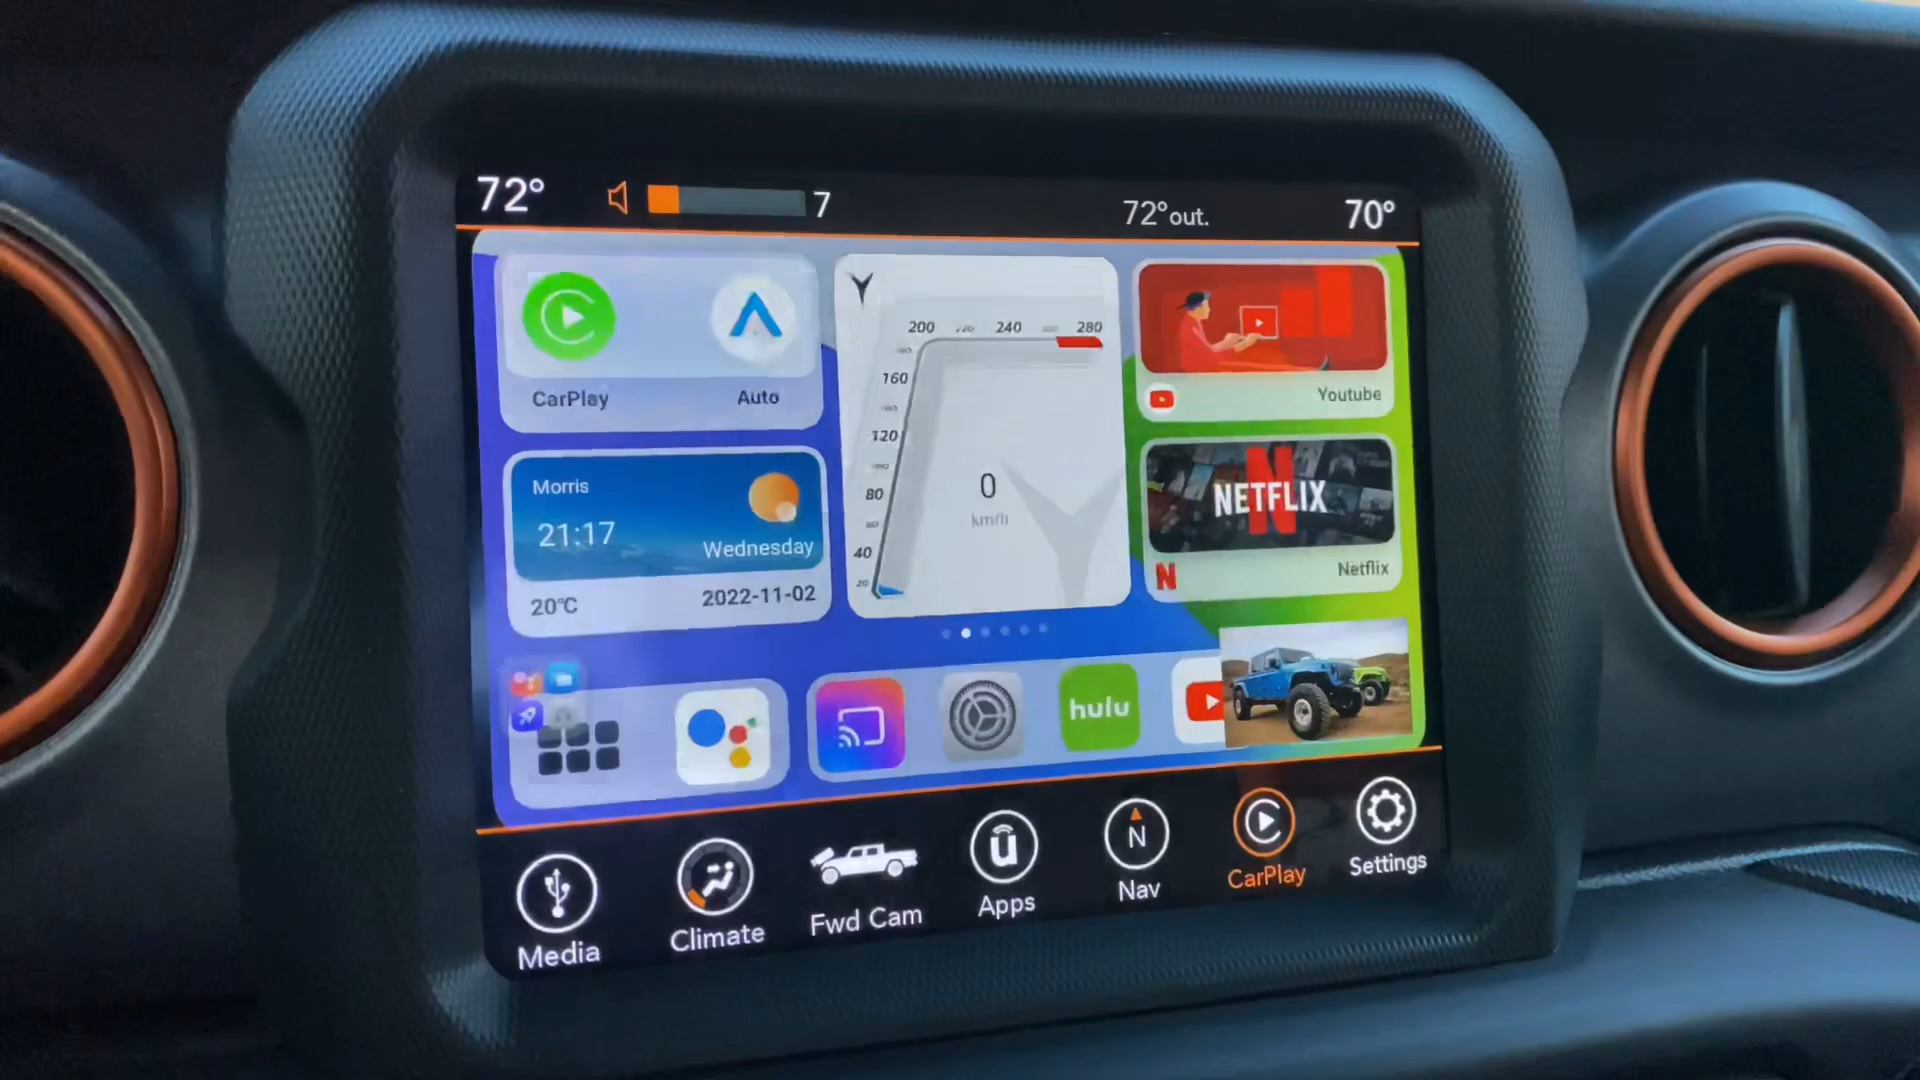 72°
7
72°out.
70°
CarPlay
Auto
200
240
280
160
120
80
40
20
0
km/h
Youtube
Morris
21:17
Wednesday
20°C
2022-11-02
NETFLIX
N
Netflix
hulu
Media
Climate
Fwd Cam
u
Apps
N
Nav
CarPlay
Settings